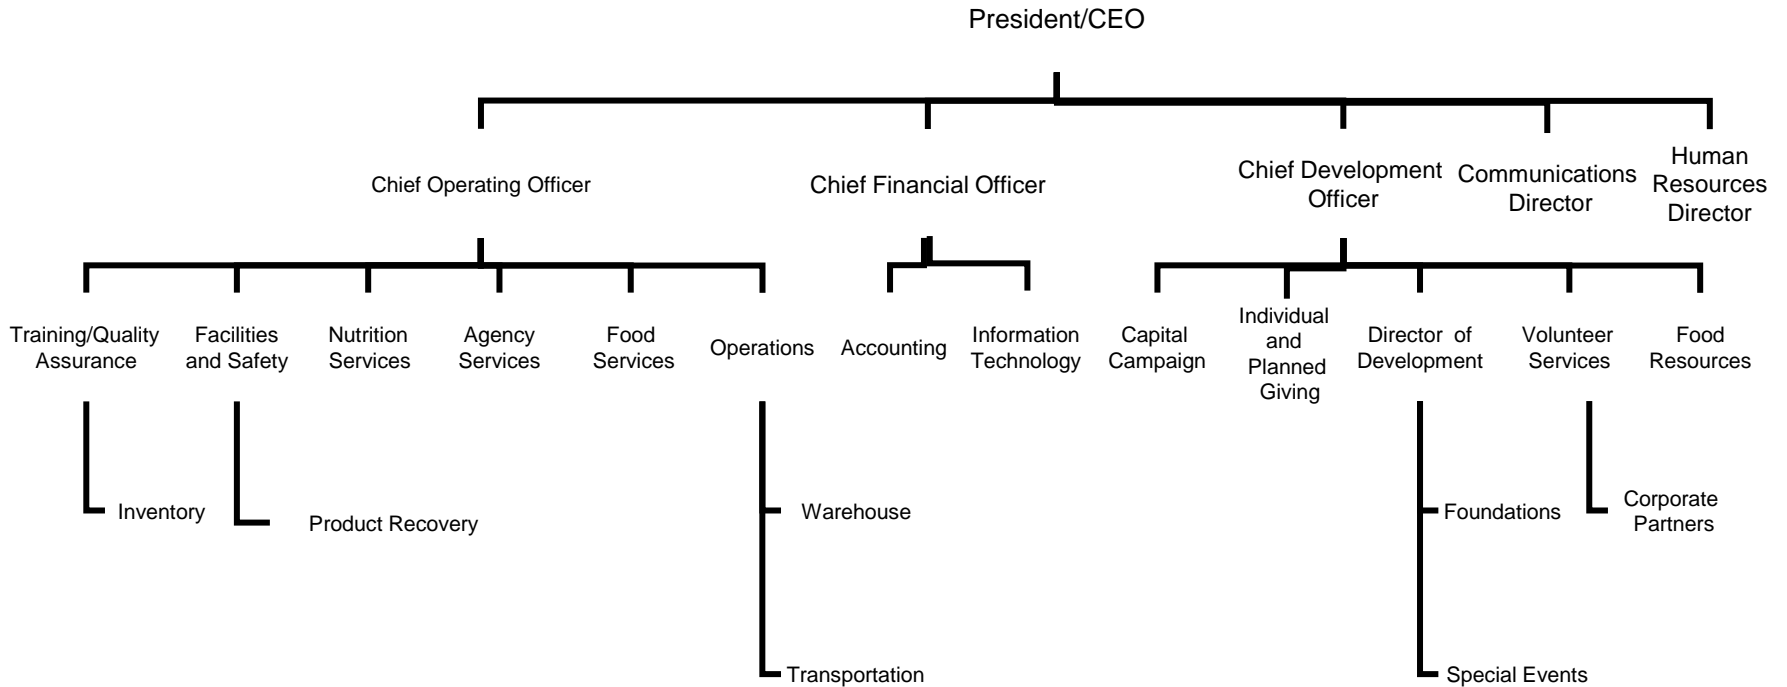 President/CEO
Chief Operating Officer
Chief Financial Officer
Chief Development
Officer
Communications
Director
Human
Resources
Director
Training/Quality
Assurance
Facilities
and Safety
Nutrition
Services
Agency
Services
Food
Services
Operations
Accounting
Information
Technology
Capital
Campaign
Individual
and
Planned
Giving
Director of
Development
Volunteer
Services
Food
Resources
Inventory
Product Recovery
Warehouse
Foundations
Corporate
Partners
Transportation
Special Events